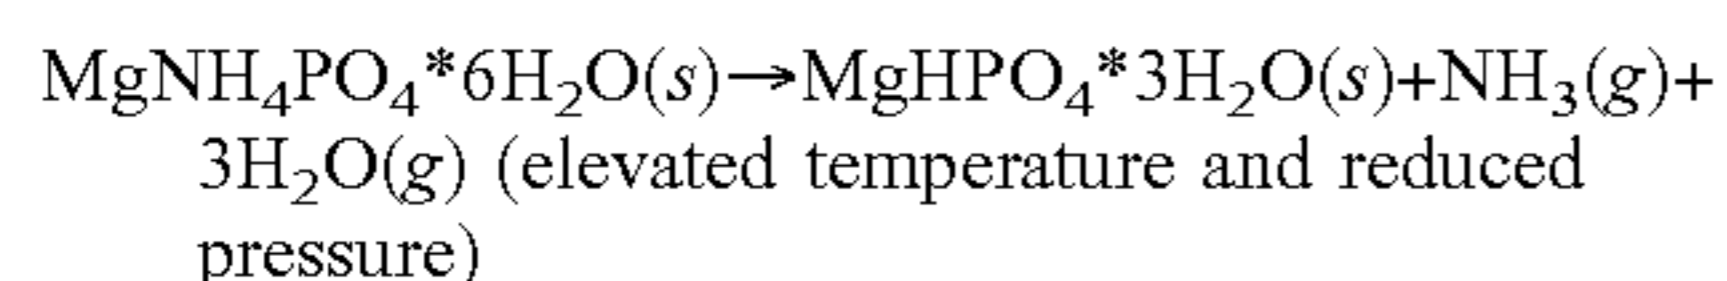 MgNH₄PO₄*6H₂O(s)→MgHPO₄*3H₂O(s)+NH₃(g)+
3H₂O(g) (elevated temperature and reduced
pressure)